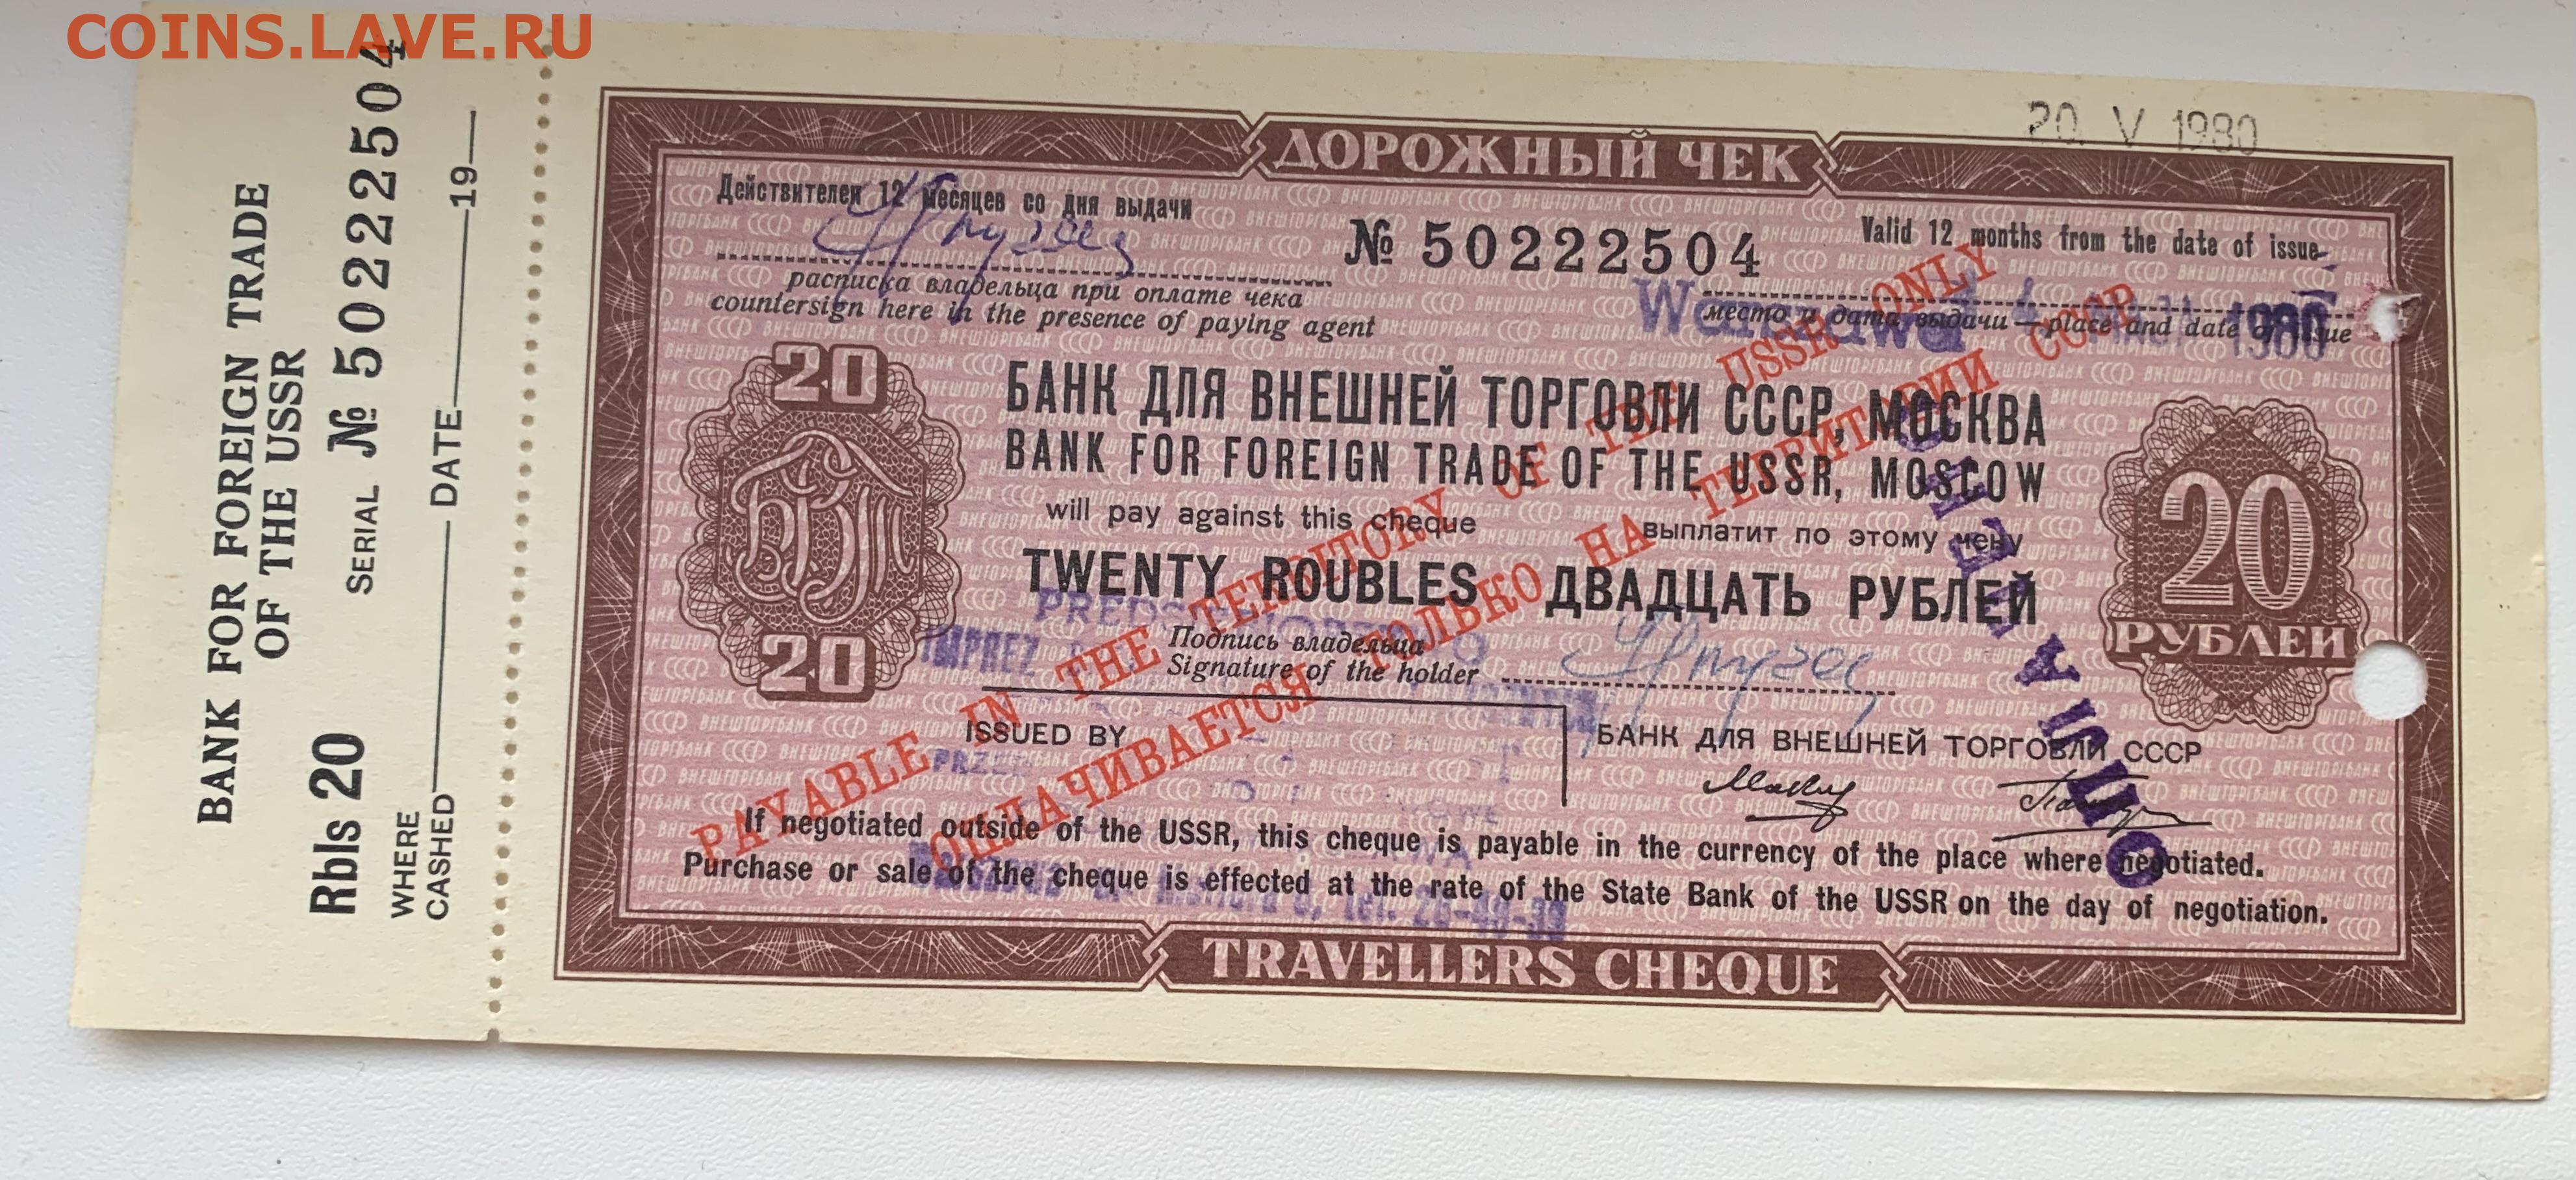 COINS.LAVE.RU
BANK FOR FOREIGN TRADE
OF THE USSR
SERIAL № 50222504
Rbls 20
WHERE
CASHED
DATE 19
20. V 1980
ДОРОЖНЫЙ ЧЕК
Действителен 12 месяцев со дня выдачи
№ 50222504
Valid 12 months from the date of issue
расписка владельца при оплате чека
countersign here in the presence of paying agent
Warszawa 1980
место и дата выдачи — place and date of issue
20
БАНК ДЛЯ ВНЕШНЕЙ ТОРГОВЛИ СССР, МОСКВА
BANK FOR FOREIGN TRADE OF THE USSR, MOSCOW
will pay against this cheque
выплатит по этому чеку
TWENTY ROUBLES ДВАДЦАТЬ РУБЛЕЙ
20
20
РУБЛЕЙ
Подпись владельца
Signature of the holder
PAYABLE IN THE TERRITORY OF THE USSR ONLY
ОПЛАЧИВАЕТСЯ ТОЛЬКО НА ТЕРРИТОРИИ СССР
ОПЛАЧЕНО
ISSUED BY
БАНК ДЛЯ ВНЕШНЕЙ ТОРГОВЛИ СССР
If negotiated outside of the USSR, this cheque is payable in the currency of the place where negotiated.
Purchase or sale of the cheque is effected at the rate of the State Bank of the USSR on the day of negotiation.
TRAVELLERS CHEQUE